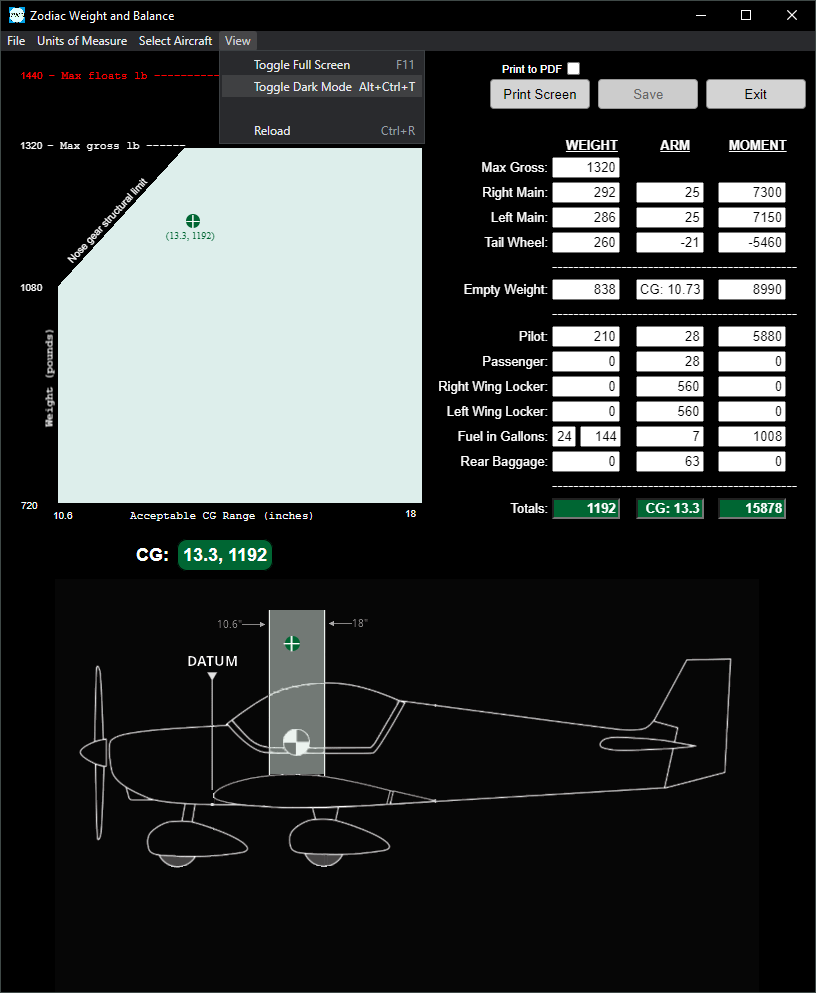 Zodiac Weight and Balance
File Units of Measure Select Aircraft View
Toggle Full Screen F11
Toggle Dark Mode Alt+Ctrl+T
Reload Ctrl+R
1440 - Max floats lb -----------
1320 - Max gross lb ------
Nose gear structural limit
(13.3, 1192)
1080
Weight (pounds)
720
10.6 Acceptable CG Range (inches) 18
Print to PDF
Print Screen Save Exit
WEIGHT ARM MOMENT
Max Gross: 1320
Right Main: 292 25 7300
Left Main: 286 25 7150
Tail Wheel: 260 -21 -5460
Empty Weight: 838 CG: 10.73 8990
Pilot: 210 28 5880
Passenger: 0 28 0
Right Wing Locker: 0 560 0
Left Wing Locker: 0 560 0
Fuel in Gallons: 24 144 7 1008
Rear Baggage: 0 63 0
Totals: 1192 CG: 13.3 15878
CG: 13.3, 1192
10.6" 18"
DATUM